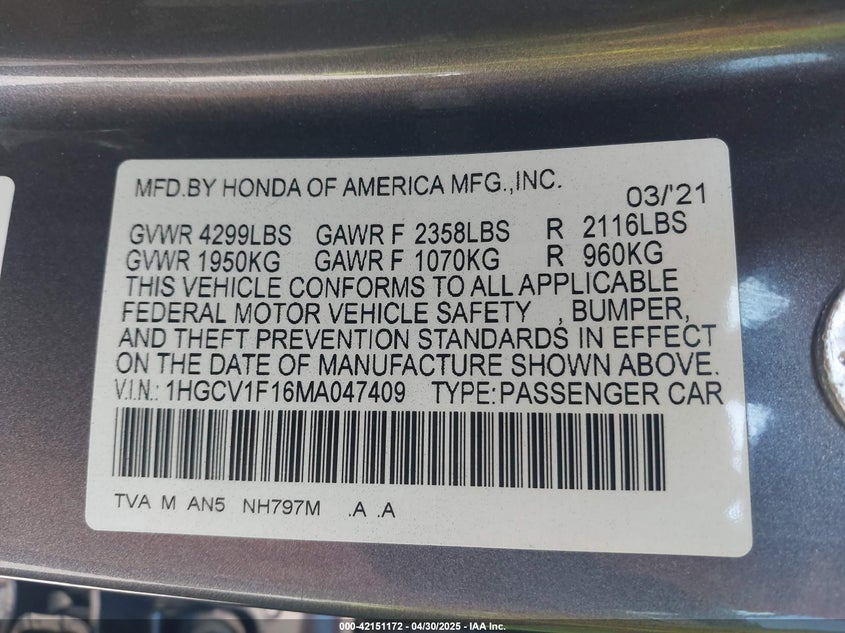 MFD.BY HONDA OF AMERICA MFG.,INC. 03/'21
GVWR 4299LBS GAWR F 2358LBS R 2116LBS
GVWR 1950KG GAWR F 1070KG R 960KG
THIS VEHICLE CONFORMS TO ALL APPLICABLE
FEDERAL MOTOR VEHICLE SAFETY , BUMPER,
AND THEFT PREVENTION STANDARDS IN EFFECT
ON THE DATE OF MANUFACTURE SHOWN ABOVE.
V.I.N.: 1HGCV1F16MA047409 TYPE:PASSENGER CAR
TVA M AN5 NH797M .A .A
000-42151172 - 04/30/2025 - IAA Inc.